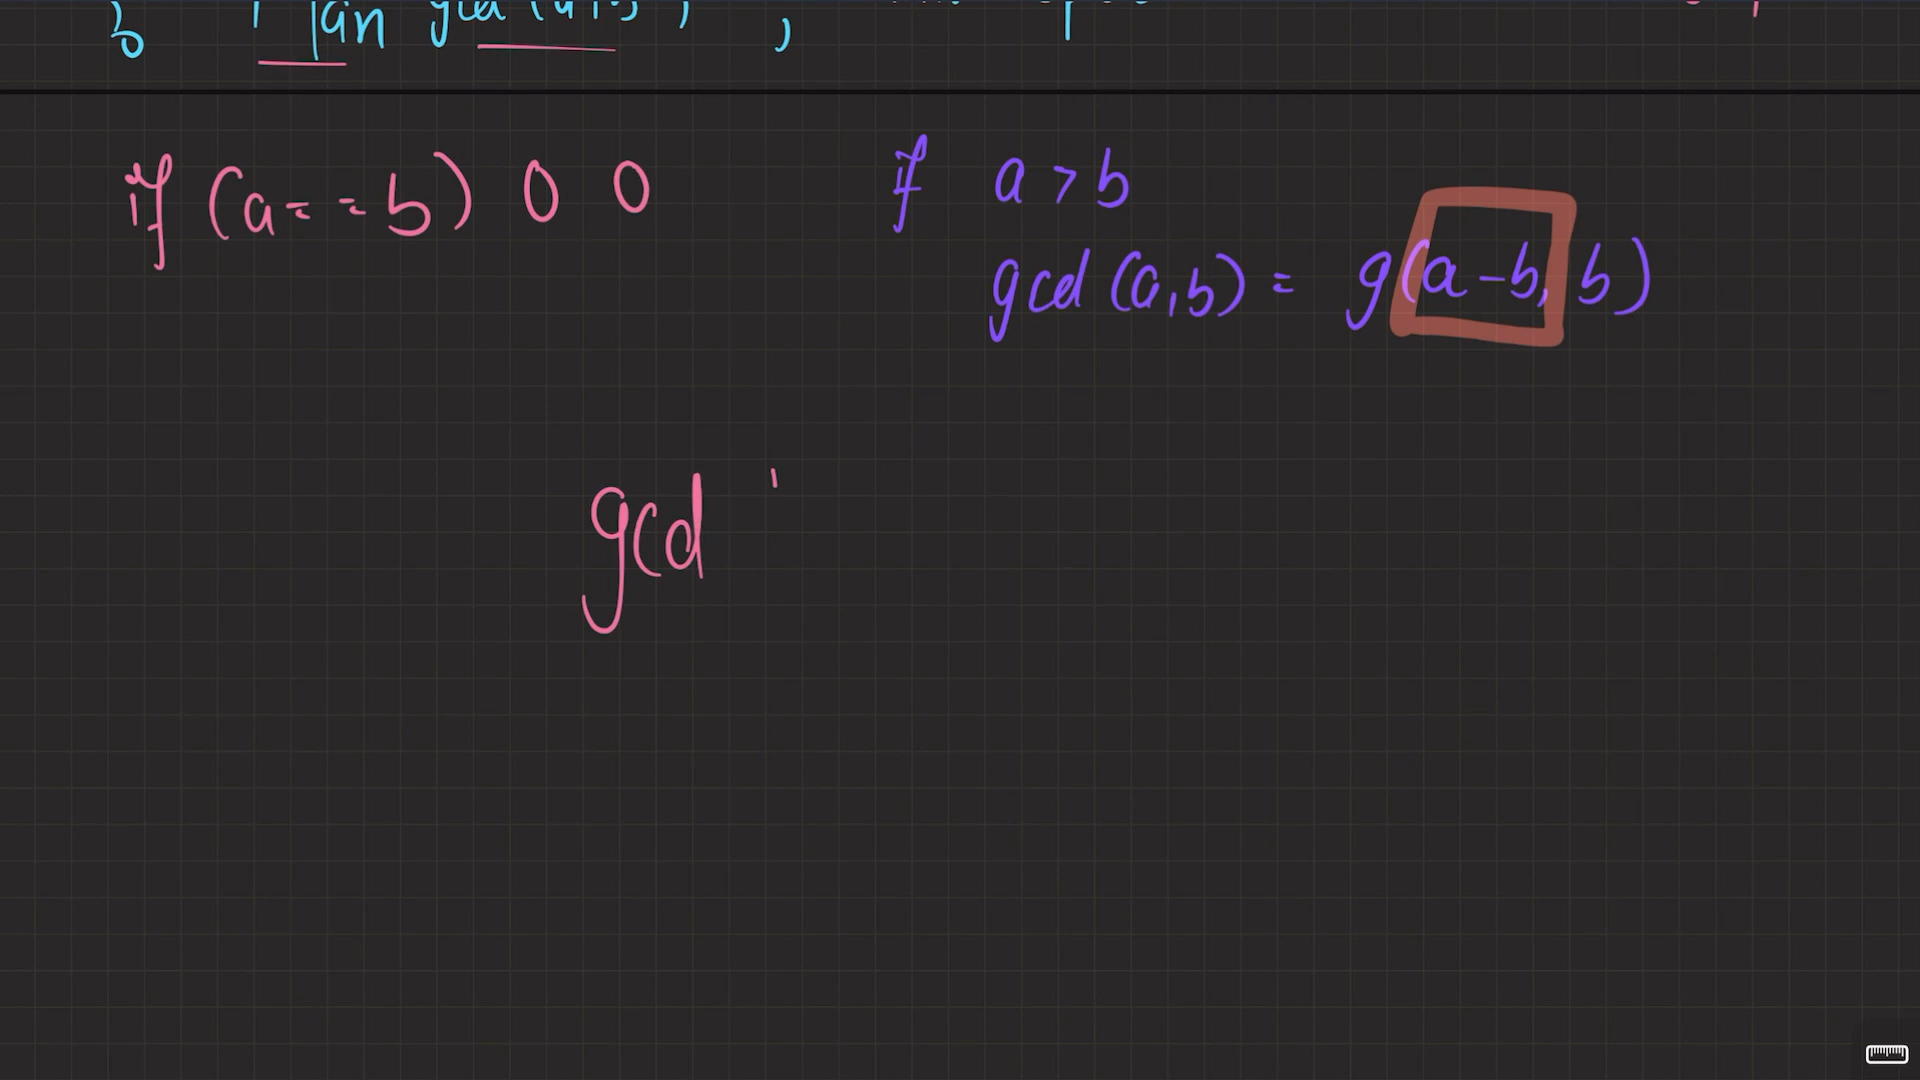 if (a==b) 0 0
if a>b
gcd (a,b) = g(a-b, b)
gcd